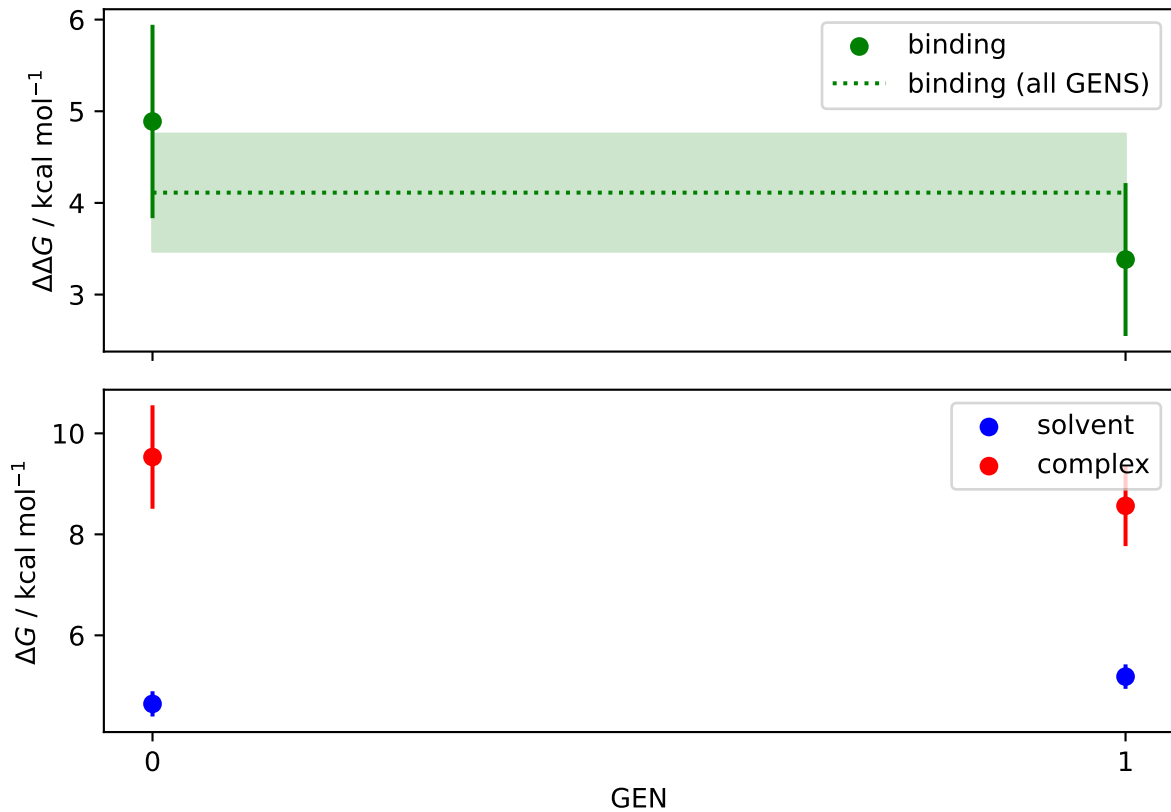 6
5
4
3
ΔΔG / kcal mol⁻¹
binding
binding (all GENS)
10
8
6
ΔG / kcal mol⁻¹
solvent
complex
0
1
GEN